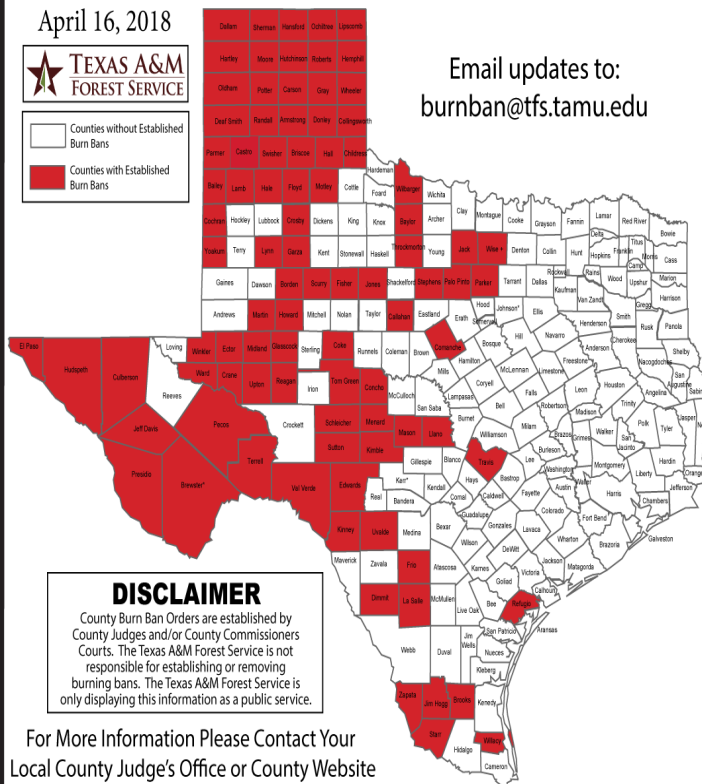 April 16, 2018
TEXAS A&M
FOREST SERVICE
Counties without Established
Burn Bans
Counties with Established
Burn Bans
Email updates to:
burnban@tfs.tamu.edu
Dallam Sherman Hansford Ochiltree Lipscomb
Hartley Moore Hutchinson Roberts Hemphill
Oldham Potter Carson Gray Wheeler
Deaf Smith Randall Armstrong Donley Collingsworth
Parmer Castro Swisher Briscoe Hall Childress
Hardeman
Bailey Lamb Hale Floyd Motley Cottle Foard Wilbarger Wichita
Clay Montague Cooke Grayson Fannin Lamar Red River Bowie
Cochran Hockley Lubbock Crosby Dickens King Knox Baylor Archer
Delta Titus Franklin Morris Cass
Yoakum Terry Lynn Garza Kent Stonewall Haskell Throckmorton Young Jack Wise + Denton Collin Hunt Hopkins Camp
Rockwall Rains Wood Upshur Marion
Gaines Dawson Borden Scurry Fisher Jones Shackelford Stephens Palo Pinto Parker Tarrant Dallas Kaufman Van Zandt Gregg Harrison
Andrews Martin Howard Mitchell Nolan Taylor Callahan Eastland Erath Hood Somervell Johnson* Ellis Henderson Smith Rusk Panola
El Paso Hudspeth Culberson Loving Winkler Ector Midland Glasscock Sterling Coke Runnels Coleman Brown Comanche Bosque Hill Navarro Anderson Cherokee Shelby
Hamilton Freestone Nacogdoches
Reeves Ward Crane Upton Reagan Irion Tom Green Concho McCulloch Mills Coryell McLennan Limestone Leon Houston Angelina San
Augustine
San Saba Lampasas Bell Falls Robertson Madison Trinity Polk Tyler Jasper
Jeff Davis Pecos Crockett Schleicher Menard Mason Llano Burnet Williamson Milam Brazos Grimes Walker San
Jacinto
Hardin Orange
Presidio Brewster* Terrell Sutton Kimble Gillespie Blanco Travis Lee Burleson Washington Montgomery Liberty Jefferson
Val Verde Edwards Real Kerr* Bandera Kendall Comal Hays Caldwell Bastrop Fayette Austin Waller Harris Chambers
Kinney Uvalde Medina Bexar Guadalupe Gonzales Lavaca Colorado Fort Bend Galveston
Maverick Zavala Frio Atascosa Wilson Karnes DeWitt Victoria Jackson Wharton Matagorda Brazoria
Dimmit La Salle McMullen Live Oak Bee Goliad Refugio Calhoun Aransas
Webb Duval Jim
Wells
San Patricio Nueces
Kleberg
Zapata Jim Hogg Brooks Kenedy
Starr Hidalgo Willacy
Cameron
DISCLAIMER
County Burn Ban Orders are established by
County Judges and/or County Commissioners
Courts. The Texas A&M Forest Service is not
responsible for establishing or removing
burning bans. The Texas A&M Forest Service is
only displaying this information as a public service.
For More Information Please Contact Your
Local County Judge's Office or County Website